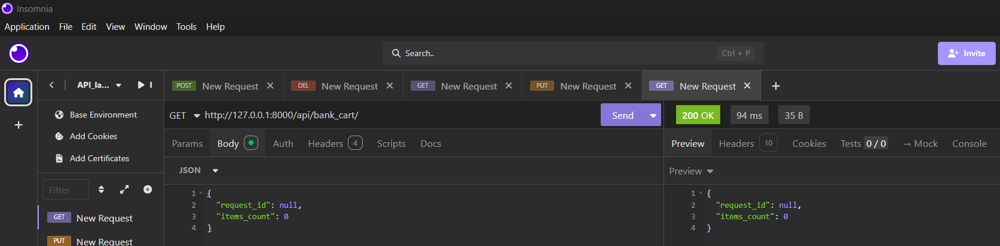 Insomnia
Application File Edit View Window Tools Help
Search.. Ctrl + P
Invite
API_la...
POST New Request
DEL New Request
GET New Request
PUT New Request
GET New Request
Base Environment
Add Cookies
Add Certificates
Filter
GET New Request
PUT New Request
GET http://127.0.0.1:8000/api/bank_cart/
Send
Params Body Auth Headers 4 Scripts Docs
JSON
1 {
2 "request_id": null,
3 "items_count": 0
4 }
200 OK 94 ms 35 B
Preview Headers 10 Cookies Tests 0 / 0 → Mock Console
Preview
1 {
2 "request_id": null,
3 "items_count": 0
4 }